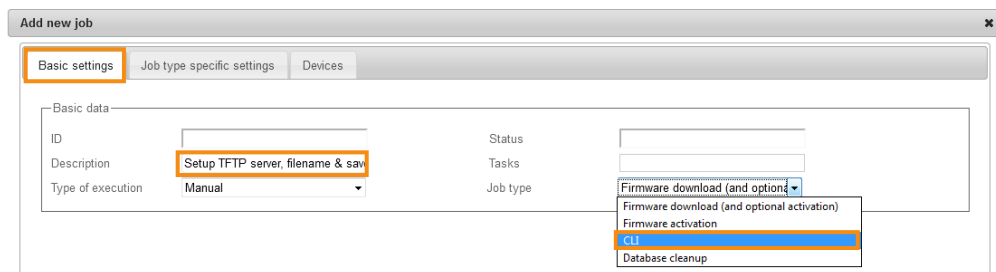 Add new job
Basic settings Job type specific settings Devices
Basic data
ID Status
Description Setup TFTP server, filename & sav Tasks
Type of execution Manual Job type Firmware download (and optiona
Firmware download (and optional activation)
Firmware activation
CLI
Database cleanup